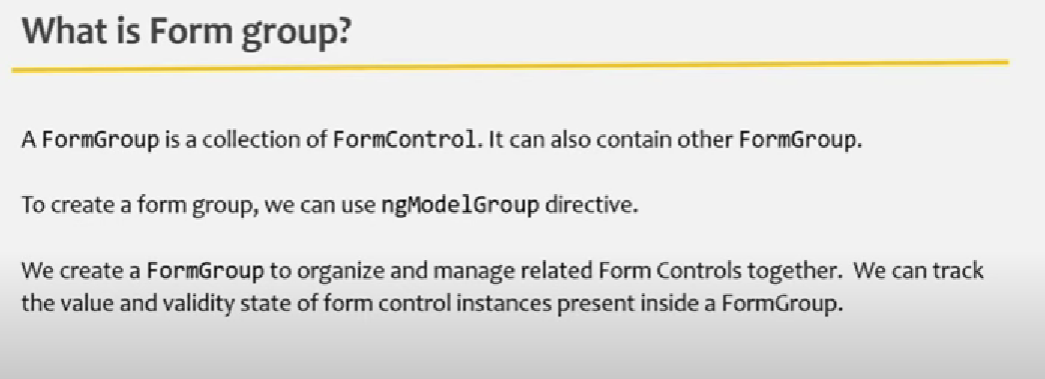 What is Form group?
A FormGroup is a collection of FormControl. It can also contain other FormGroup.
To create a form group, we can use ngModelGroup directive.
We create a FormGroup to organize and manage related Form Controls together.  We can track
the value and validity state of form control instances present inside a FormGroup.